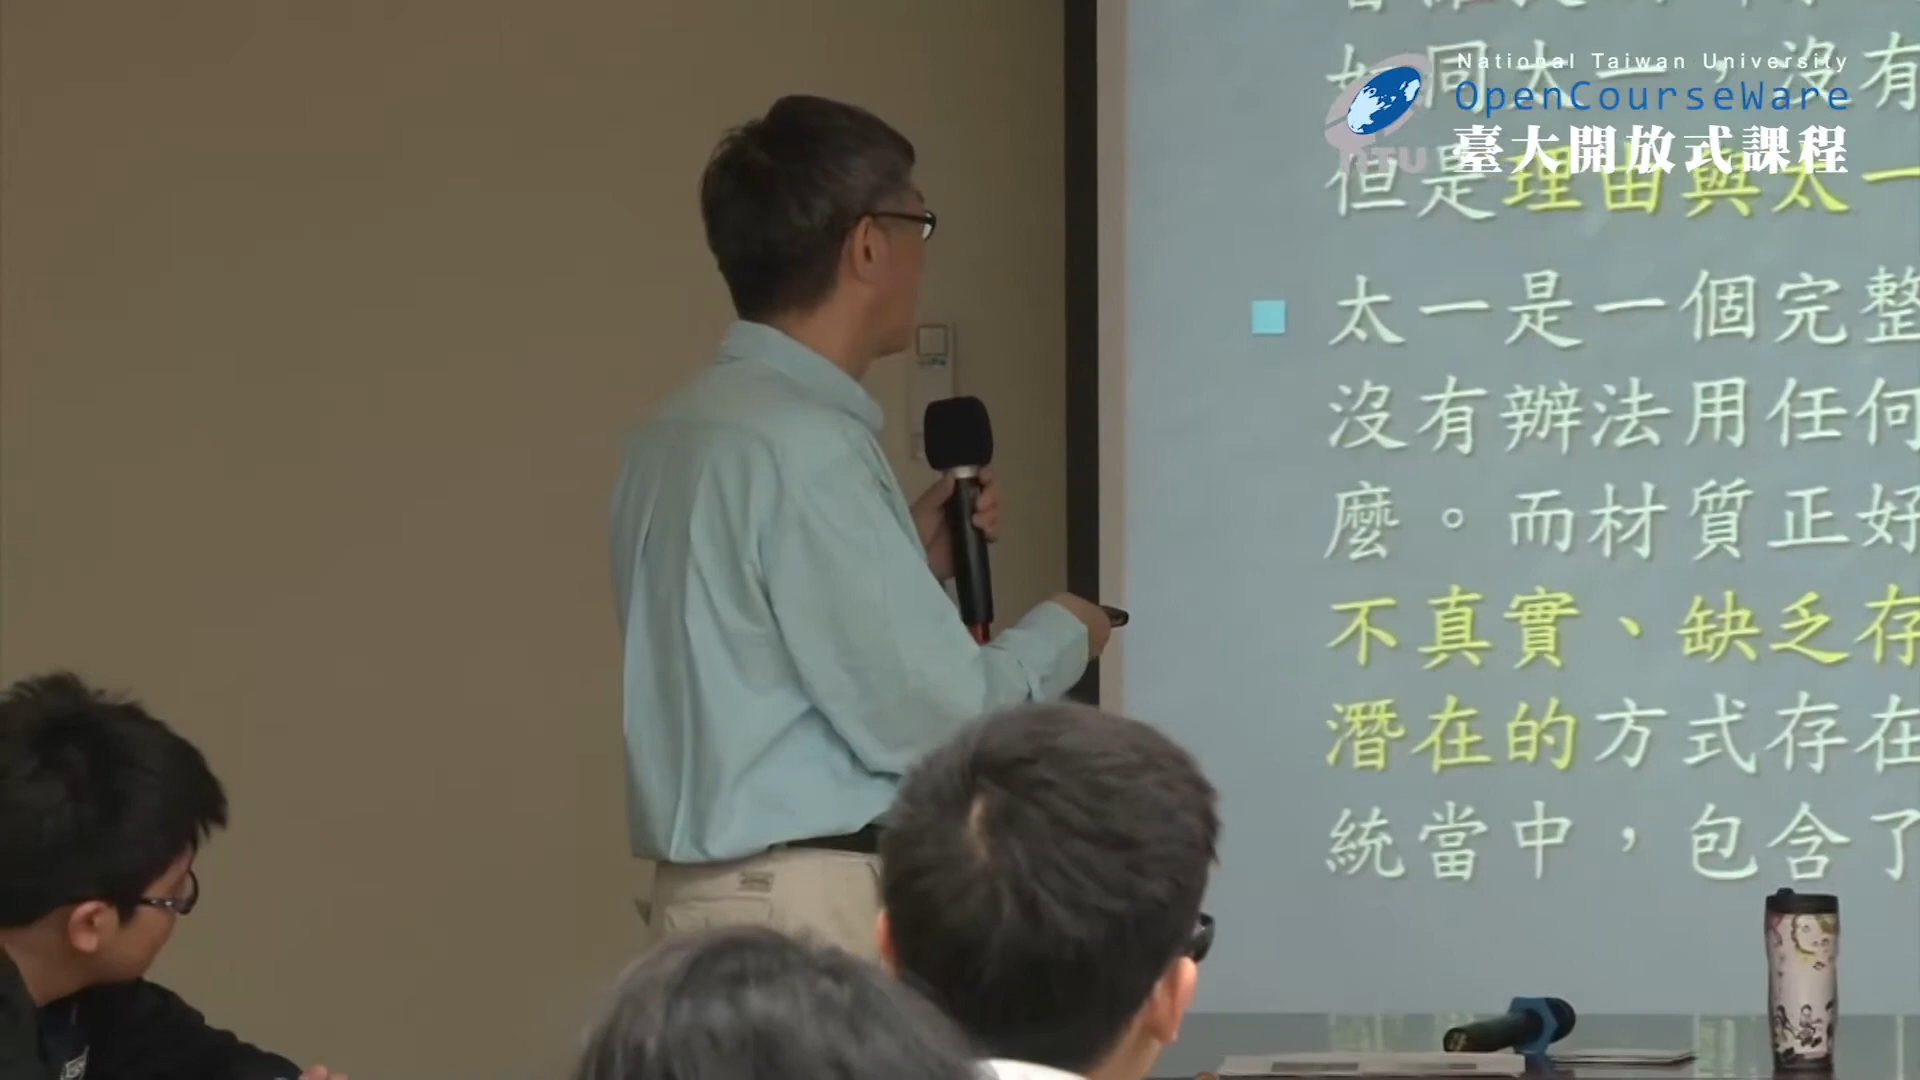 National Taiwan University
OpenCourseWare
臺大開放式課程
NTU
如同太一，沒有
但是理由與太一
太一是一個完整
沒有辦法用任何
麼。而材質正好
不真實、缺乏存
潛在的方式存在
統當中，包含了